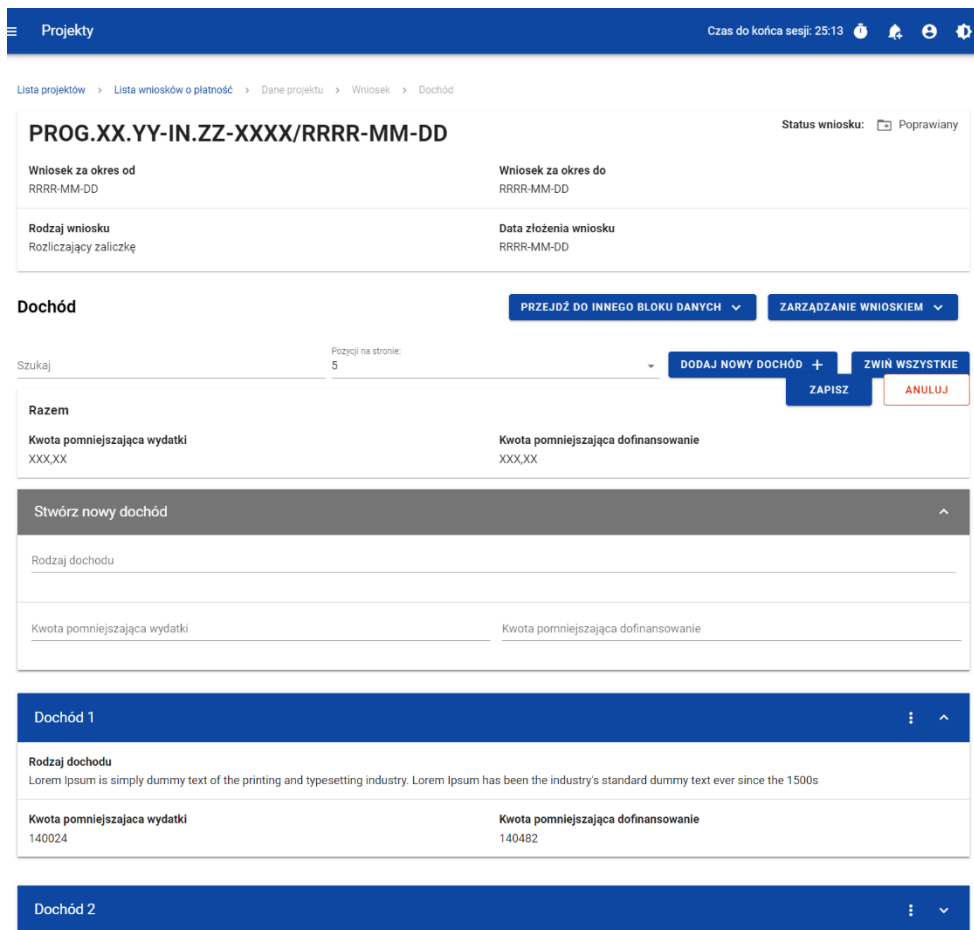 Projekty
Czas do końca sesji: 25:13
Lista projektów > Lista wniosków o płatność > Dane projektu > Wniosek > Dochód
PROG.XX.YY-IN.ZZ-XXXX/RRRR-MM-DD
Status wniosku: Poprawiany
Wniosek za okres od
RRRR-MM-DD
Wniosek za okres do
RRRR-MM-DD
Rodzaj wniosku
Rozliczający zaliczkę
Data złożenia wniosku
RRRR-MM-DD
Dochód
PRZEJDŹ DO INNEGO BLOKU DANYCH
ZARZĄDZANIE WNIOSKIEM
Szukaj
Pozycji na stronie:
5
DODAJ NOWY DOCHÓD +
ZWIŃ WSZYSTKIE
ZAPISZ
ANULUJ
Razem
Kwota pomniejszająca wydatki
XXX,XX
Kwota pomniejszająca dofinansowanie
XXX,XX
Stwórz nowy dochód
Rodzaj dochodu
Kwota pomniejszająca wydatki
Kwota pomniejszająca dofinansowanie
Dochód 1
Rodzaj dochodu
Lorem Ipsum is simply dummy text of the printing and typesetting industry. Lorem Ipsum has been the industry's standard dummy text ever since the 1500s
Kwota pomniejszajaca wydatki
140024
Kwota pomniejszająca dofinansowanie
140482
Dochód 2